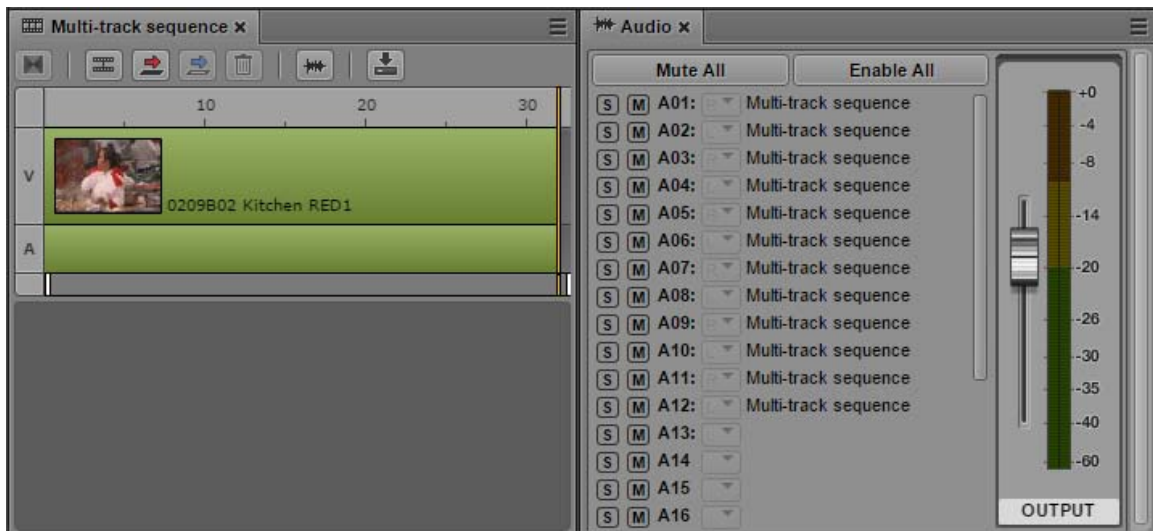 Multi-track sequence x
10 20 30
V
0209B02 Kitchen RED1
A
Audio x
Mute All Enable All
S M A01: Multi-track sequence
S M A02: Multi-track sequence
S M A03: Multi-track sequence
S M A04: Multi-track sequence
S M A05: Multi-track sequence
S M A06: Multi-track sequence
S M A07: Multi-track sequence
S M A08: Multi-track sequence
S M A09: Multi-track sequence
S M A10: Multi-track sequence
S M A11: Multi-track sequence
S M A12: Multi-track sequence
S M A13:
S M A14
S M A15
S M A16
+0
-4
-8
-14
-20
-26
-30
-35
-40
-60
OUTPUT